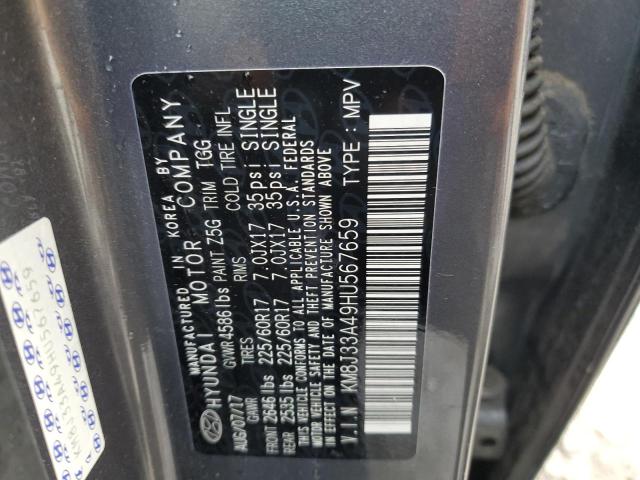 MANUFACTURED IN KOREA BY
HYUNDAI MOTOR COMPANY
AUG/07/17 GVWR 4586 lbs PAINT Z5G TRIM TGG
GAWR TIRES RIMS COLD TIRE INFL
FRONT 2646 lbs 225/60R17 7.0JX17 35psi SINGLE
REAR 2535 lbs 225/60R17 7.0JX17 35psi SINGLE
THIS VEHICLE CONFORMS TO ALL APPLICABLE U.S.A. FEDERAL
MOTOR VEHICLE SAFETY AND THEFT PREVENTION STANDARDS
IN EFFECT ON THE DATE OF MANUFACTURE SHOWN ABOVE
V.I.N : KM8J33A49HU567659 TYPE : MPV
KM8J33A49HU567659